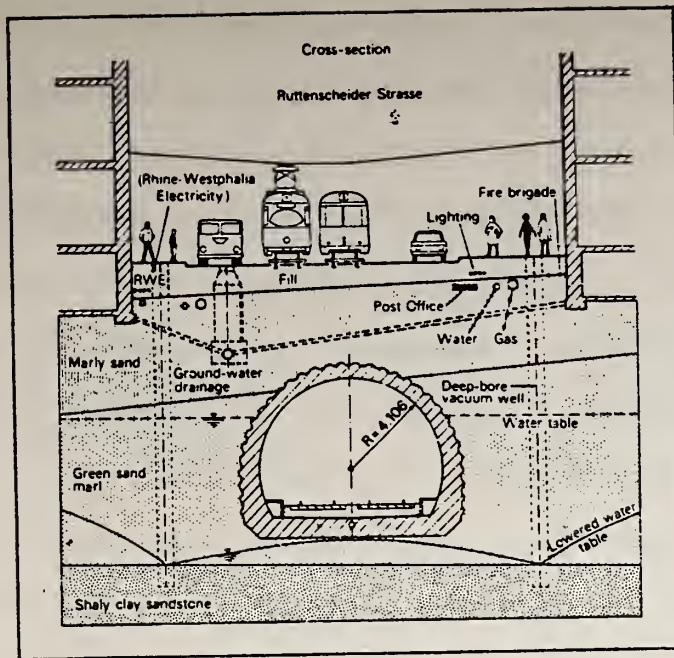 Cross-section
Ruttenscheider Strasse
(Rhine-Westphalia
Electricity)
Fire brigade
Lighting
RWE
Fill
Post Office
Water
Gas
Marly sand
Ground-water
drainage
Deep-bore
vacuum well
R=4.106
Water table
Green sand
marl
Lowered water
table
Shaly clay sandstone